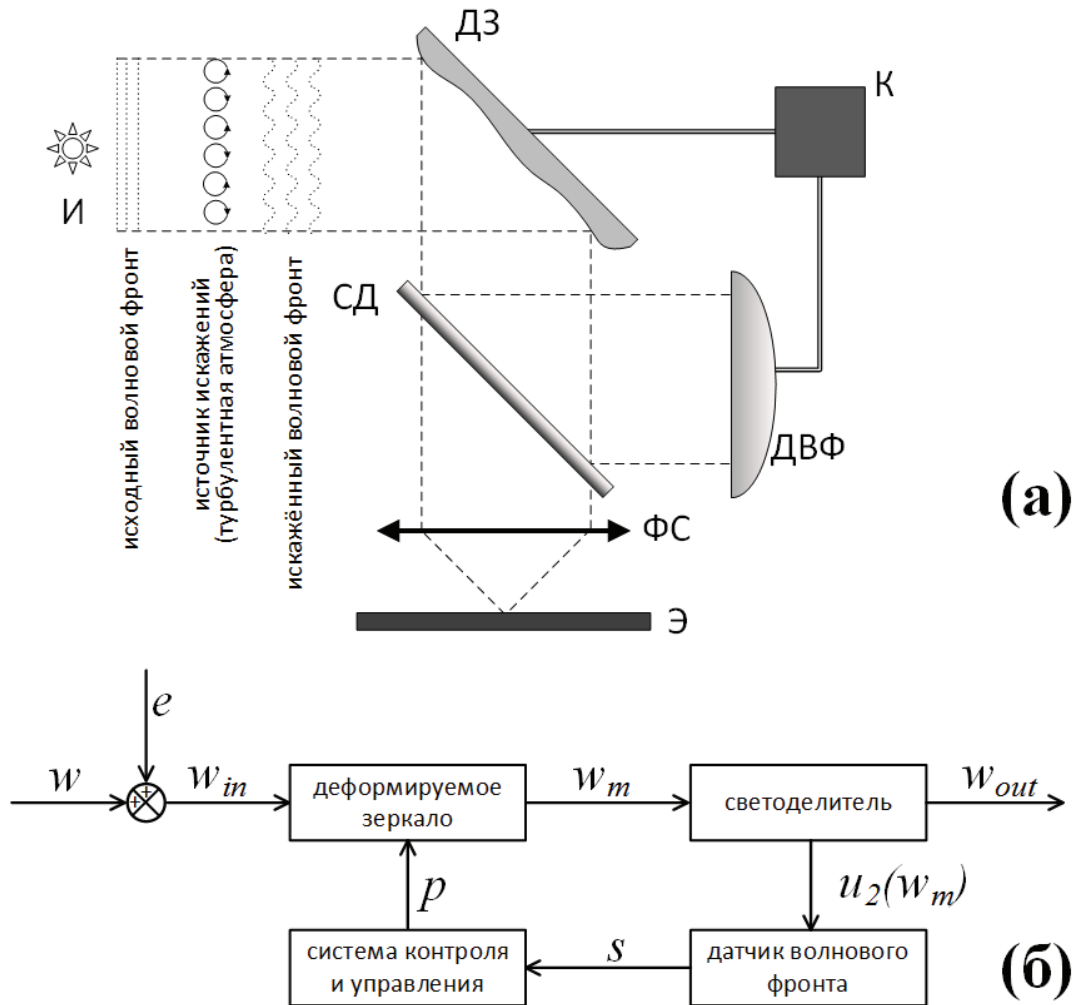 ДЗ
К
И
СД
ДВФ
ФС
Э
исходный волновой фронт
источник искажений
(турбулентная атмосфера)
искажённый волновой фронт
(а)
e
w
+
+
w_in
деформируемое
зеркало
w_m
светоделитель
w_out
p
u_2(w_m)
система контроля
и управления
s
датчик волнового
фронта
(б)